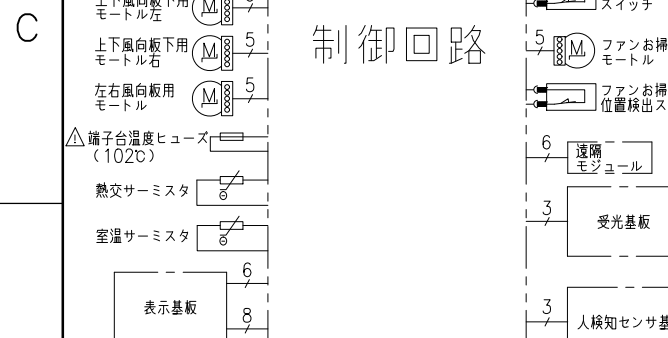 C
上下風向板下用
モートル左
M
5
上下風向板下用
モートル右
M
5
左右風向板用
モートル
M
5
端子台温度ヒューズ
（102℃）
熱交サーミスタ
室温サーミスタ
表示基板
6
8
制御回路
スイッチ
5
M
ファンお掃
モートル
ファンお掃
位置検出ス
6
遠隔
モジュール
3
受光基板
3
人検知センサ基